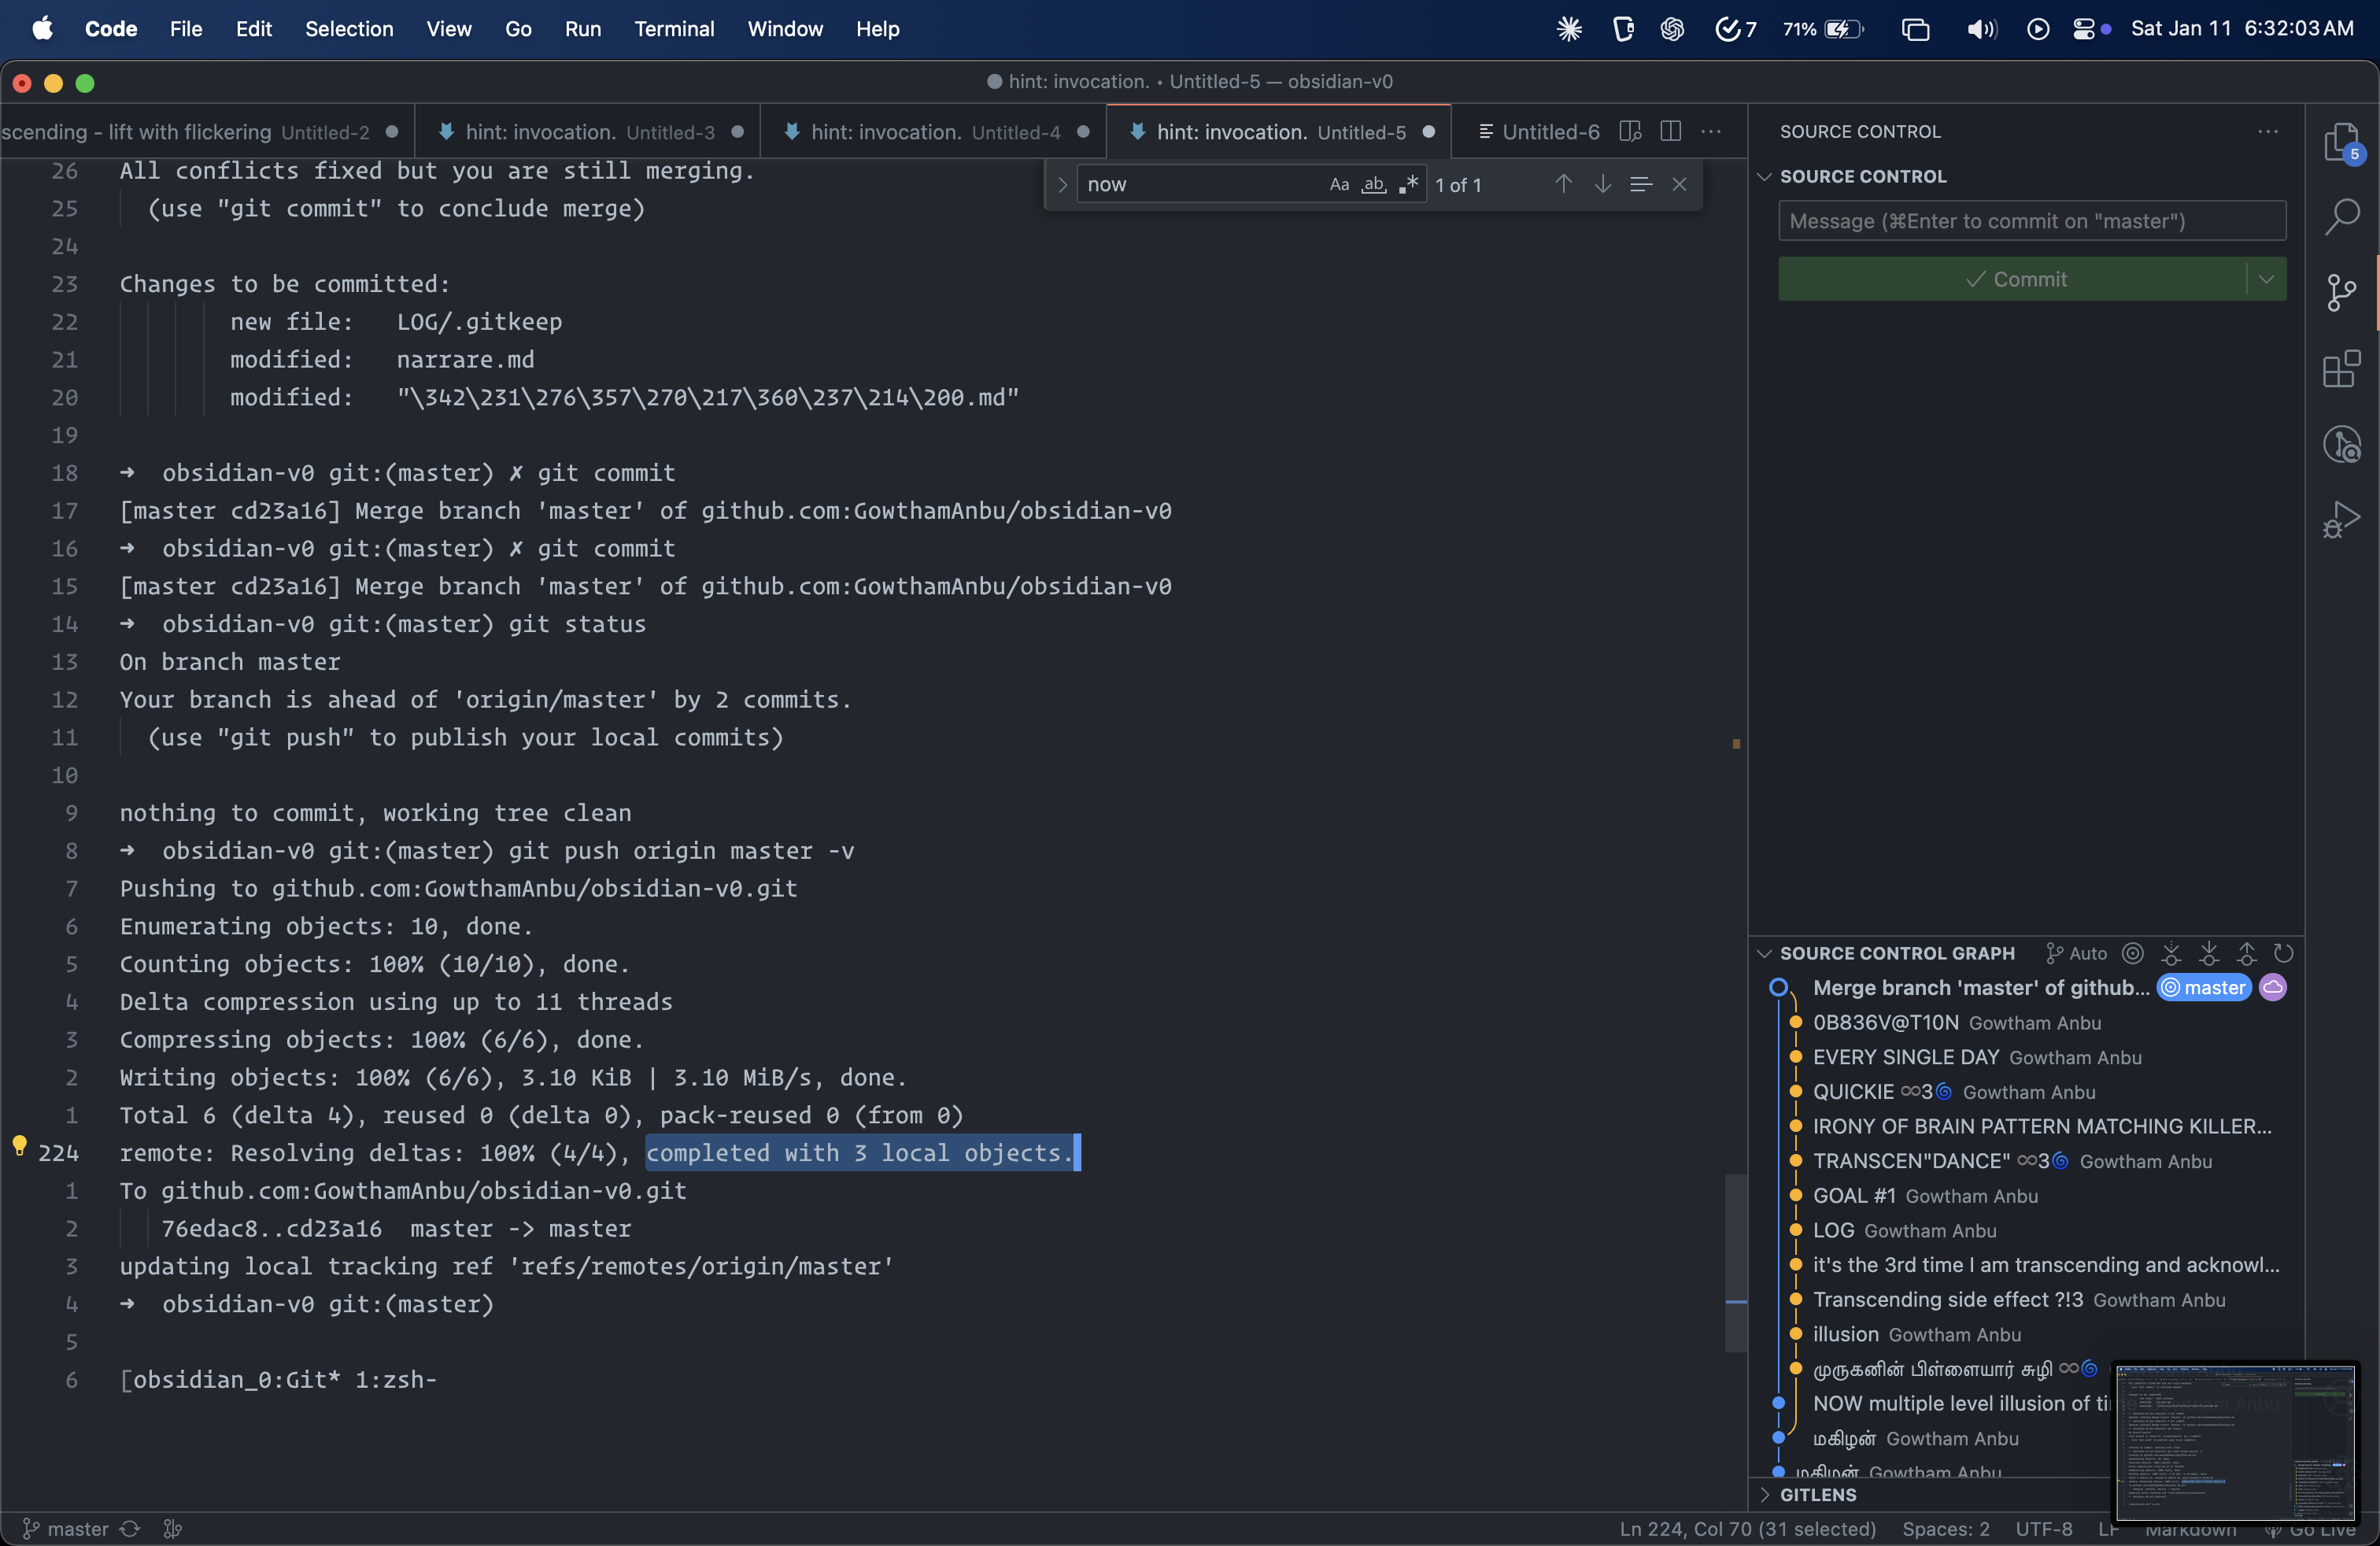 Code File Edit Selection View Go Run Terminal Window Help 7 71% Sat Jan 11 6:32:03 AM
hint: invocation. • Untitled-5 — obsidian-v0
scending - lift with flickering Untitled-2
hint: invocation. Untitled-3
hint: invocation. Untitled-4
hint: invocation. Untitled-5
Untitled-6
now Aa ab 1 of 1
26 All conflicts fixed but you are still merging.
25 (use "git commit" to conclude merge)
24
23 Changes to be committed:
22 new file: LOG/.gitkeep
21 modified: narrare.md
20 modified: "\342\231\276\357\270\217\360\237\214\200.md"
19
18 ➜ obsidian-v0 git:(master) ✗ git commit
17 [master cd23a16] Merge branch 'master' of github.com:GowthamAnbu/obsidian-v0
16 ➜ obsidian-v0 git:(master) ✗ git commit
15 [master cd23a16] Merge branch 'master' of github.com:GowthamAnbu/obsidian-v0
14 ➜ obsidian-v0 git:(master) git status
13 On branch master
12 Your branch is ahead of 'origin/master' by 2 commits.
11 (use "git push" to publish your local commits)
10
9 nothing to commit, working tree clean
8 ➜ obsidian-v0 git:(master) git push origin master -v
7 Pushing to github.com:GowthamAnbu/obsidian-v0.git
6 Enumerating objects: 10, done.
5 Counting objects: 100% (10/10), done.
4 Delta compression using up to 11 threads
3 Compressing objects: 100% (6/6), done.
2 Writing objects: 100% (6/6), 3.10 KiB | 3.10 MiB/s, done.
1 Total 6 (delta 4), reused 0 (delta 0), pack-reused 0 (from 0)
224 remote: Resolving deltas: 100% (4/4), completed with 3 local objects.
1 To github.com:GowthamAnbu/obsidian-v0.git
2 76edac8..cd23a16 master -> master
3 updating local tracking ref 'refs/remotes/origin/master'
4 ➜ obsidian-v0 git:(master)
5
6 [obsidian_0:Git* 1:zsh-
SOURCE CONTROL
SOURCE CONTROL
Message (⌘Enter to commit on "master")
Commit
5
SOURCE CONTROL GRAPH Auto
Merge branch 'master' of github... master
0B836V@T10N Gowtham Anbu
EVERY SINGLE DAY Gowtham Anbu
QUICKIE ♾️3🌀 Gowtham Anbu
IRONY OF BRAIN PATTERN MATCHING KILLER...
TRANSCEN"DANCE" ♾️3🌀 Gowtham Anbu
GOAL #1 Gowtham Anbu
LOG Gowtham Anbu
it's the 3rd time I am transcending and acknowl...
Transcending side effect ?!3 Gowtham Anbu
illusion Gowtham Anbu
முருகனின் பிள்ளையார் சுழி ♾️🌀
NOW multiple level illusion of ti
மகிழன் Gowtham Anbu
மகிழன் Gowtham Anbu
GITLENS
master
Ln 224, Col 70 (31 selected) Spaces: 2 UTF-8 LF Markdown Go Live